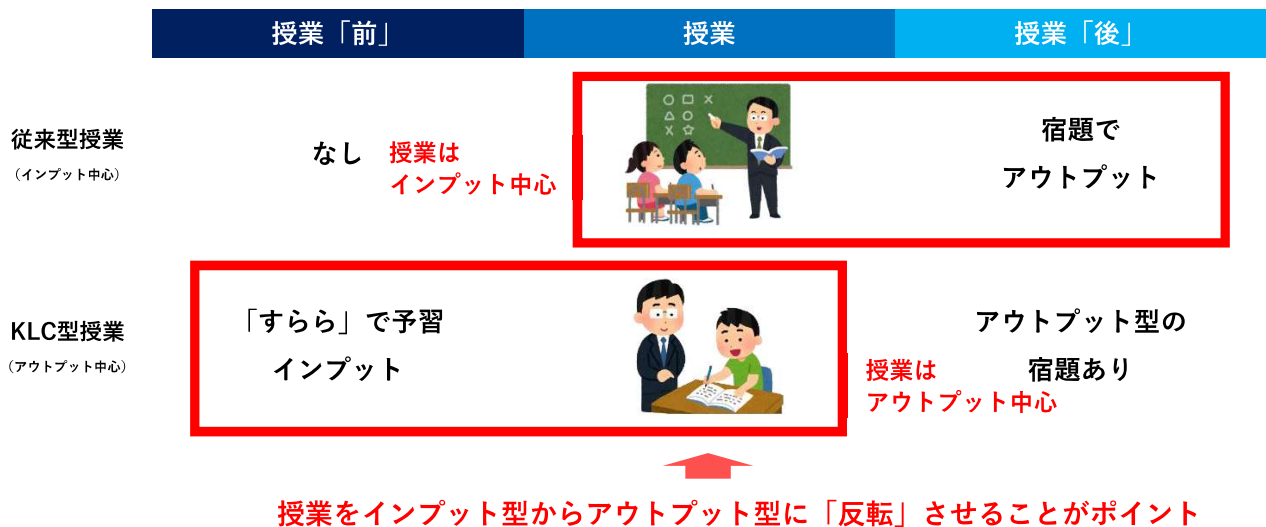 授業「前」
授業
授業「後」
従来型授業
（インプット中心）
なし
授業は
インプット中心
宿題で
アウトプット
KLC型授業
（アウトプット中心）
「すらら」で予習
インプット
授業は
アウトプット中心
アウトプット型の
宿題あり
授業をインプット型からアウトプット型に「反転」させることがポイント